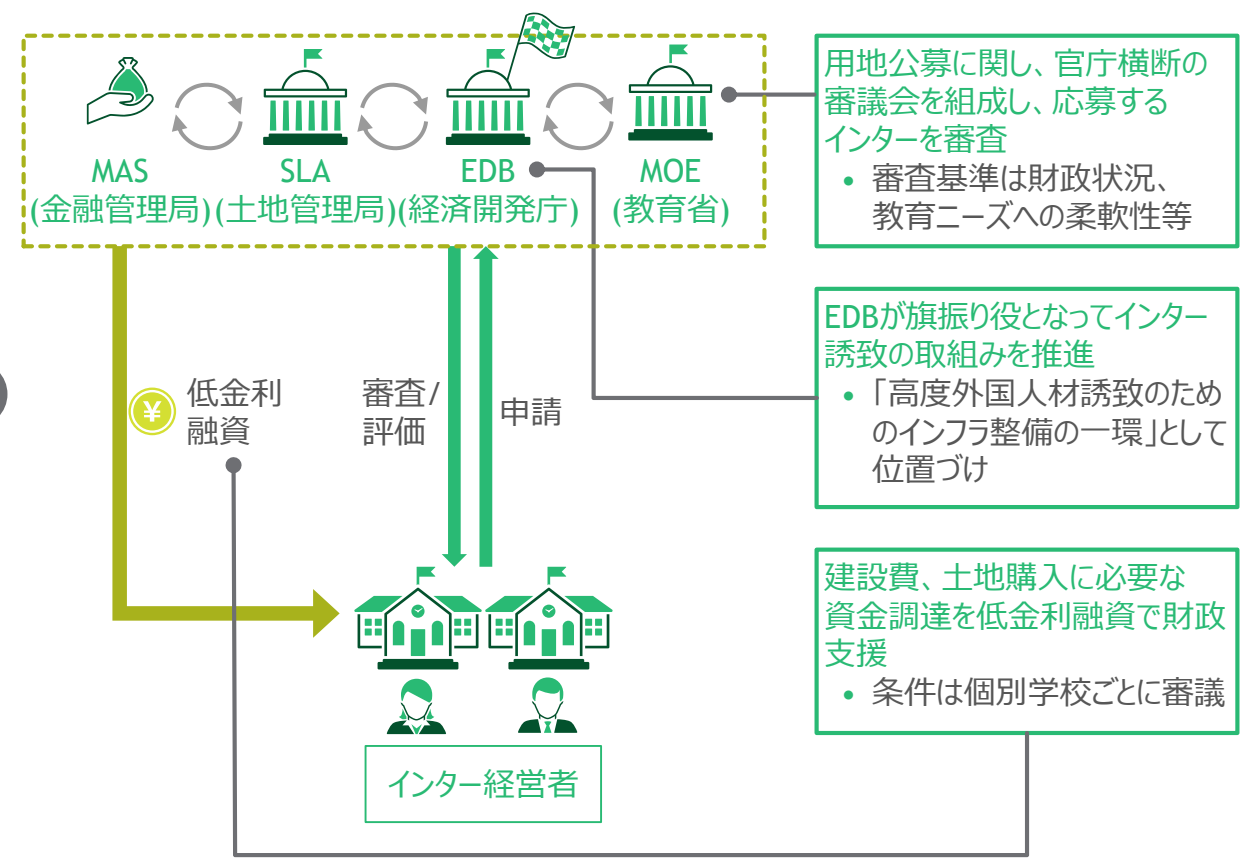 MAS
(金融管理局)
SLA
(土地管理局)
EDB
(経済開発庁)
MOE
(教育省)
¥
低金利
融資
審査/
評価
申請
インター経営者
用地公募に関し、官庁横断の
審議会を組成し、応募する
インターを審査
• 審査基準は財政状況、
教育ニーズへの柔軟性等
EDBが旗振り役となってインター
誘致の取組みを推進
• 「高度外国人材誘致のため
のインフラ整備の一環」として
位置づけ
建設費、土地購入に必要な
資金調達を低金利融資で財政
支援
• 条件は個別学校ごとに審議